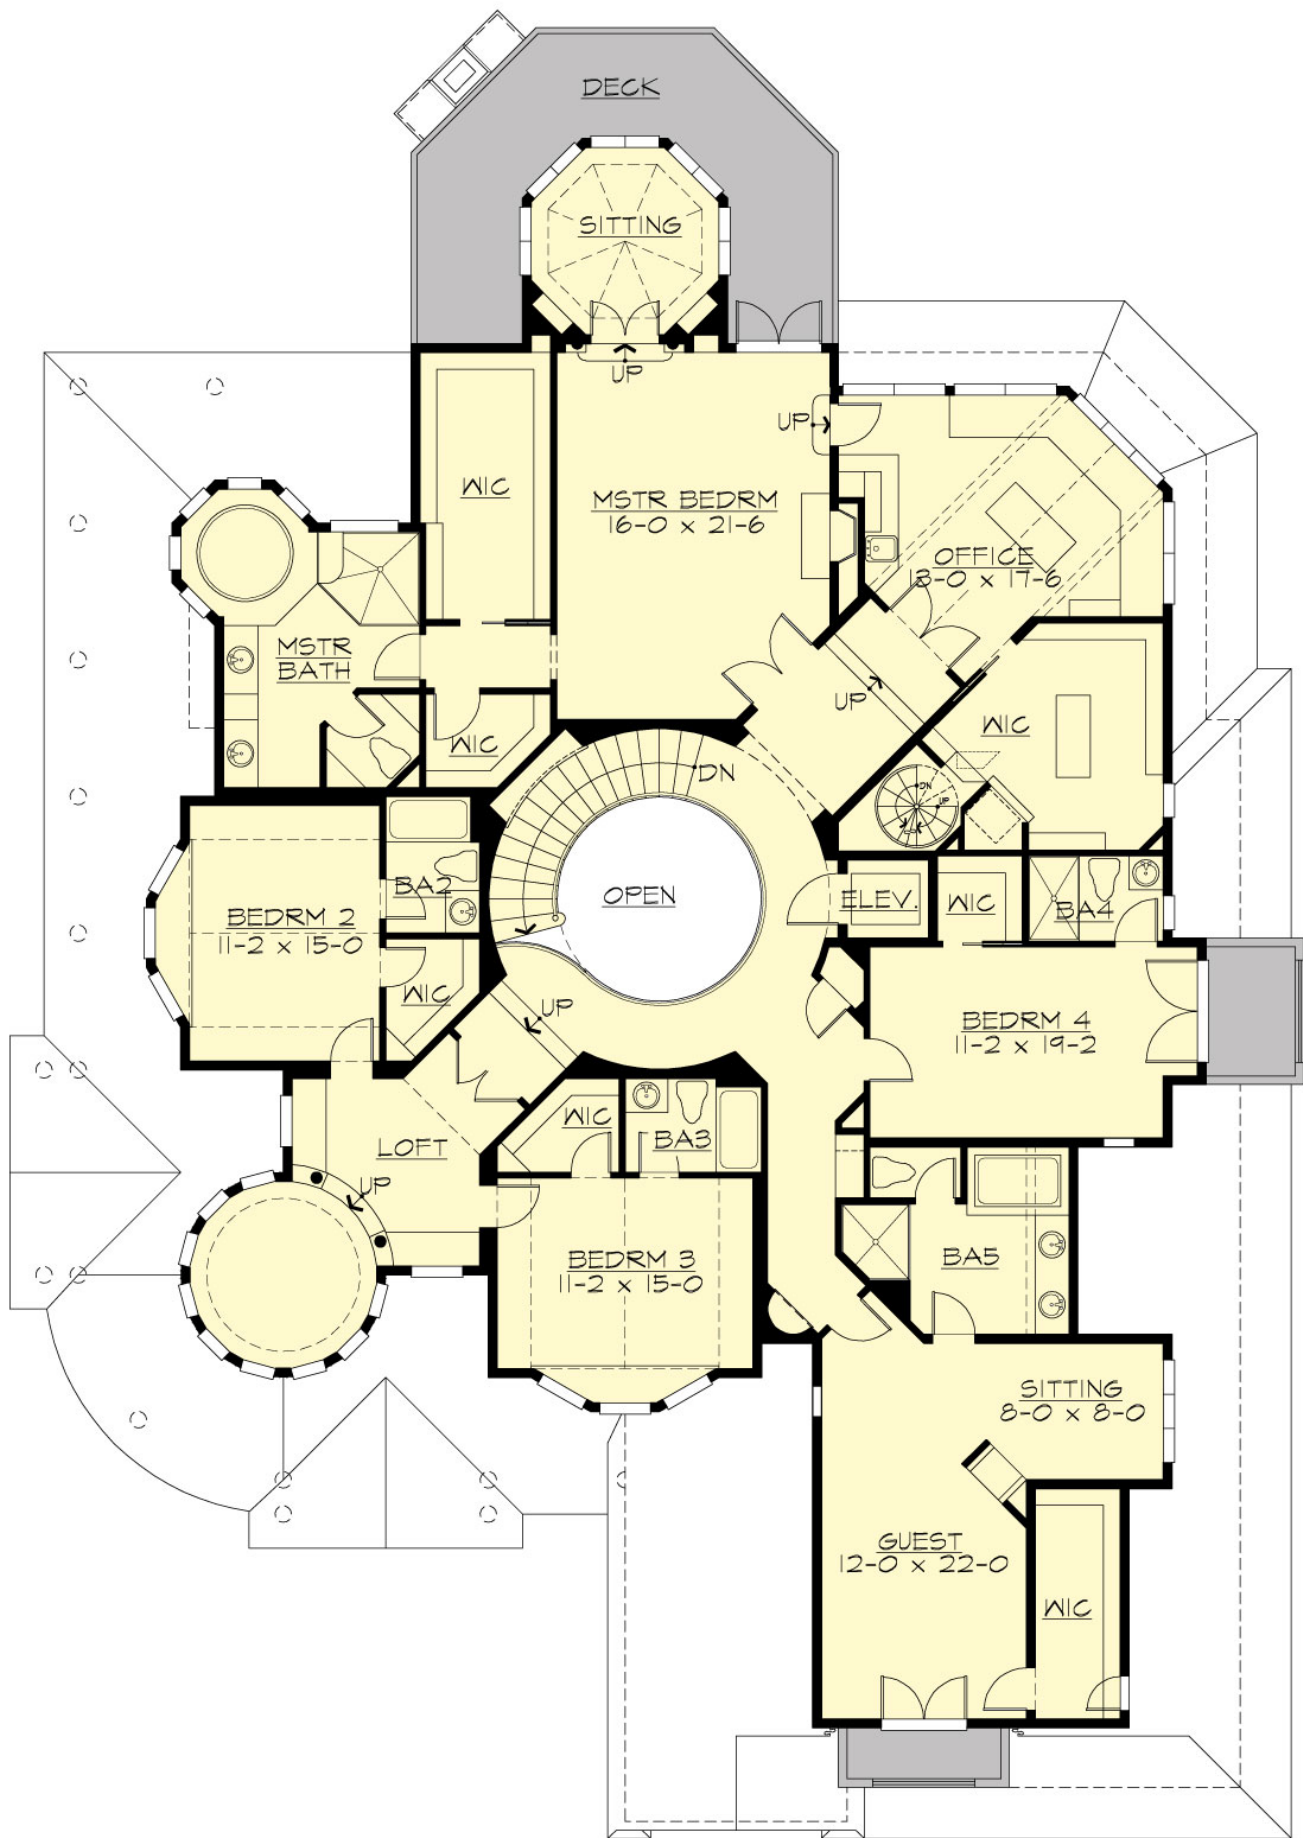 DECK
SITTING
UP
UP
WIC
MSTR BEDRM
16-0 x 21-6
OFFICE
13-0 x 17-6
MSTR
BATH
UP
WIC
WIC
DN
DN
UP
BA2
OPEN
ELEV.
WIC
BA4
BEDRM 2
11-2 x 15-0
WIC
UP
BEDRM 4
11-2 x 19-2
WIC
BA3
LOFT
UP
BEDRM 3
11-2 x 15-0
BA5
SITTING
8-0 x 8-0
GUEST
12-0 x 22-0
WIC